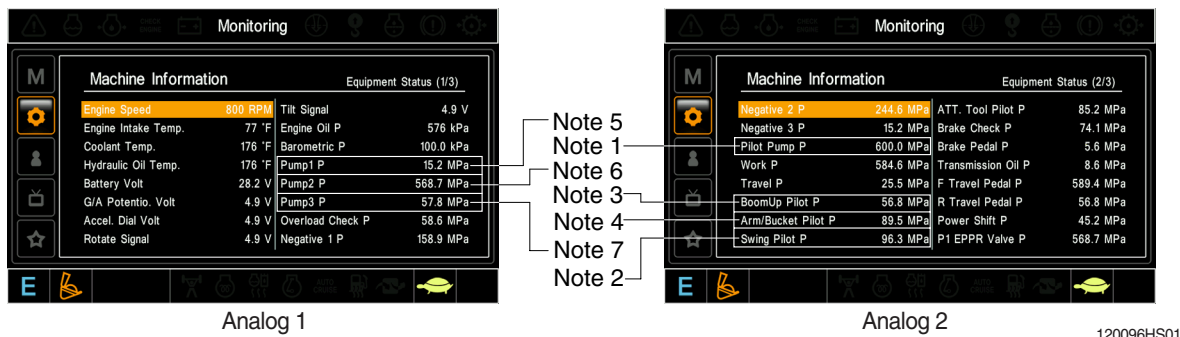 Monitoring
M
Machine Information
Equipment Status (1/3)
Engine Speed 800 RPM Tilt Signal 4.9 V
Engine Intake Temp. 77 °F Engine Oil P 576 kPa
Coolant Temp. 176 °F Barometric P 100.0 kPa
Hydraulic Oil Temp. 176 °F Pump1 P 15.2 MPa
Battery Volt 28.2 V Pump2 P 568.7 MPa
G/A Potentio. Volt 4.9 V Pump3 P 57.8 MPa
Accel. Dial Volt 4.9 V Overload Check P 58.6 MPa
Rotate Signal 4.9 V Negative 1 P 158.9 MPa
E
AUTO
CRUISE
Analog 1
Note 5
Note 1
Note 6
Note 3
Note 4
Note 7
Note 2
CHECK
ENGINE
Monitoring
M
Machine Information
Equipment Status (2/3)
Negative 2 P 244.6 MPa ATT. Tool Pilot P 85.2 MPa
Negative 3 P 15.2 MPa Brake Check P 74.1 MPa
Pilot Pump P 600.0 MPa Brake Pedal P 5.6 MPa
Work P 584.6 MPa Transmission Oil P 8.6 MPa
Travel P 25.5 MPa F Travel Pedal P 589.4 MPa
BoomUp Pilot P 56.8 MPa R Travel Pedal P 56.8 MPa
Arm/Bucket Pilot P 89.5 MPa Power Shift P 45.2 MPa
Swing Pilot P 96.3 MPa P1 EPPR Valve P 568.7 MPa
E
AUTO
CRUISE
Analog 2
120096HS01